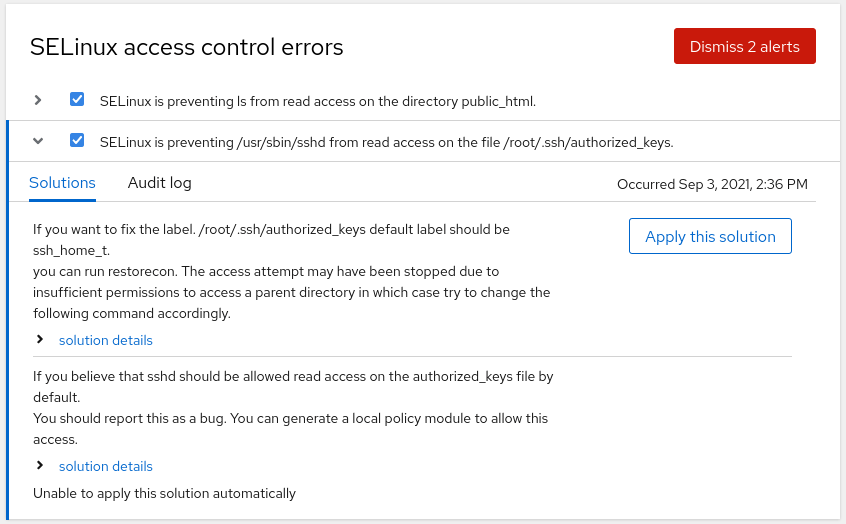 SELinux access control errors
Dismiss 2 alerts
SELinux is preventing ls from read access on the directory public_html.
SELinux is preventing /usr/sbin/sshd from read access on the file /root/.ssh/authorized_keys.
Solutions
Audit log
Occurred Sep 3, 2021, 2:36 PM
If you want to fix the label. /root/.ssh/authorized_keys default label should be
ssh_home_t.
you can run restorecon. The access attempt may have been stopped due to
insufficient permissions to access a parent directory in which case try to change the
following command accordingly.
Apply this solution
solution details
If you believe that sshd should be allowed read access on the authorized_keys file by
default.
You should report this as a bug. You can generate a local policy module to allow this
access.
solution details
Unable to apply this solution automatically